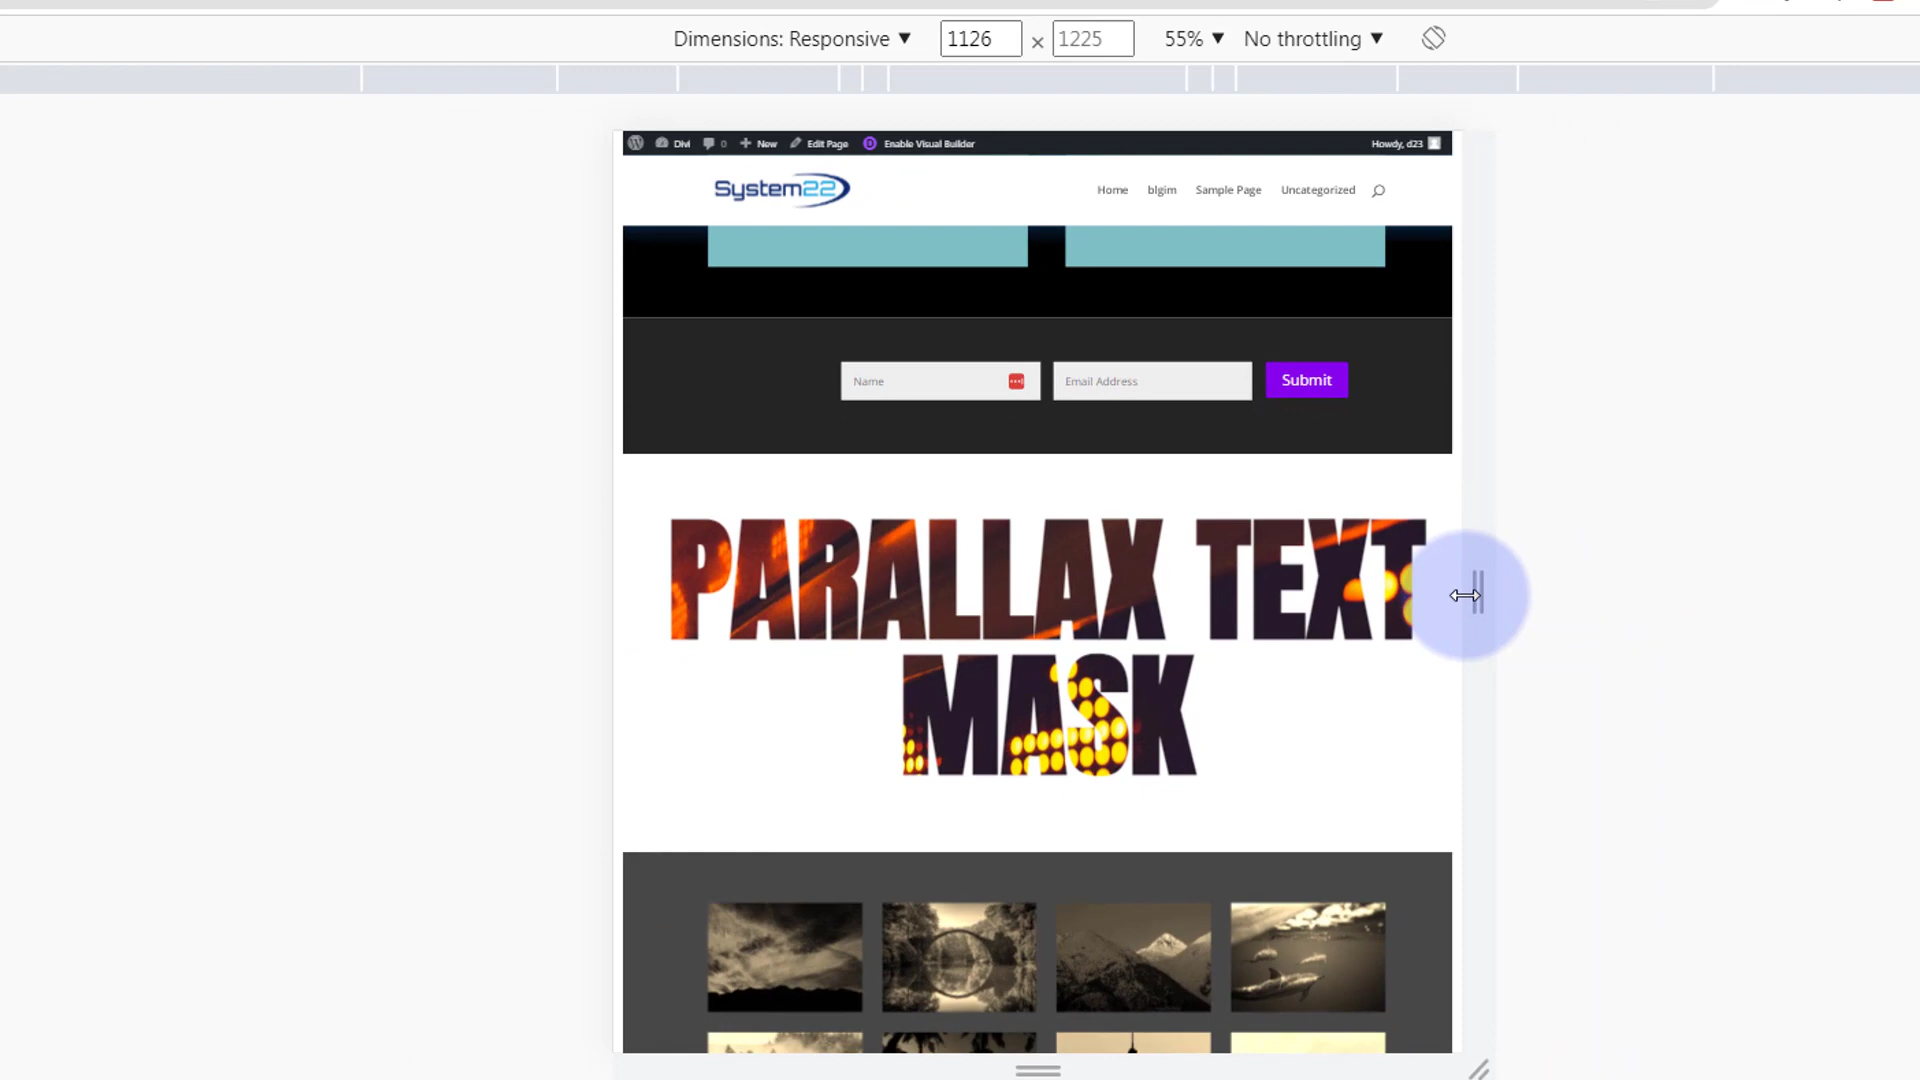 Dimensions: Responsive ▼ 1126 × 1225 55% ▼ No throttling ▼
Divi 0 New Edit Page D Enable Visual Builder Howdy, d23
System22 Home blgim Sample Page Uncategorized
Name Email Address Submit
PARALLAX TEXT
MASK